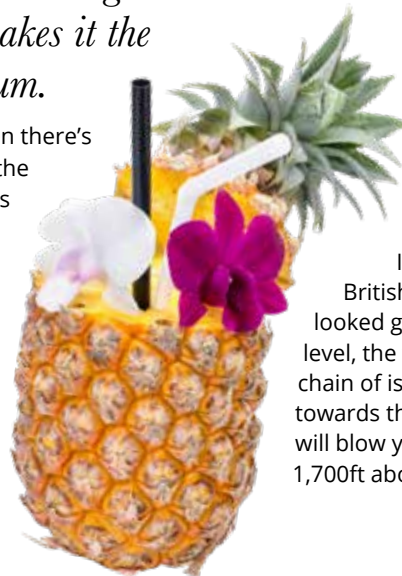 akes it the
um.
n there's
the
s
British
looked g
level, the
chain of is
towards th
will blow y
1,700ft abo